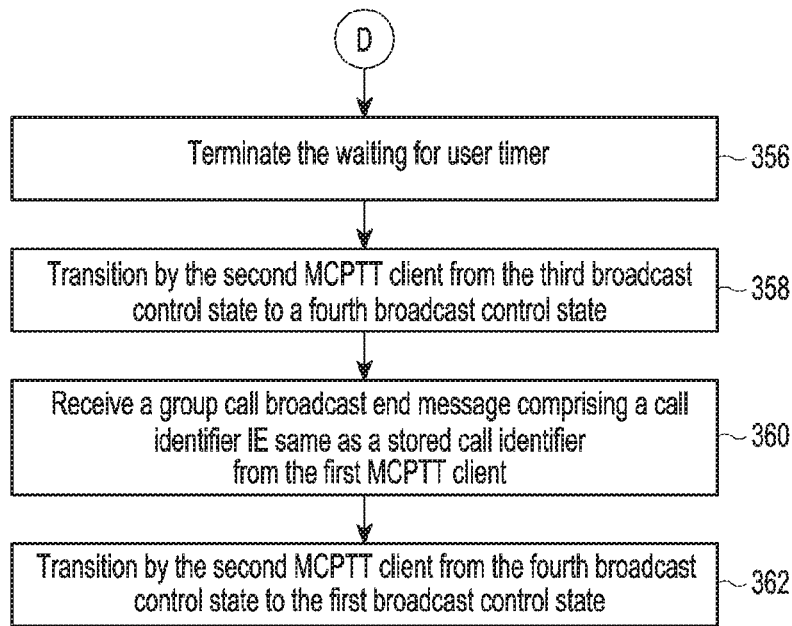 D
Terminate the waiting for user timer
356
Transition by the second MCPTT client from the third broadcast
control state to a fourth broadcast control state
358
Receive a group call broadcast end message comprising a call
identifier IE same as a stored call identifier
from the first MCPTT client
360
Transition by the second MCPTT client from the fourth broadcast
control state to the first broadcast control state
362